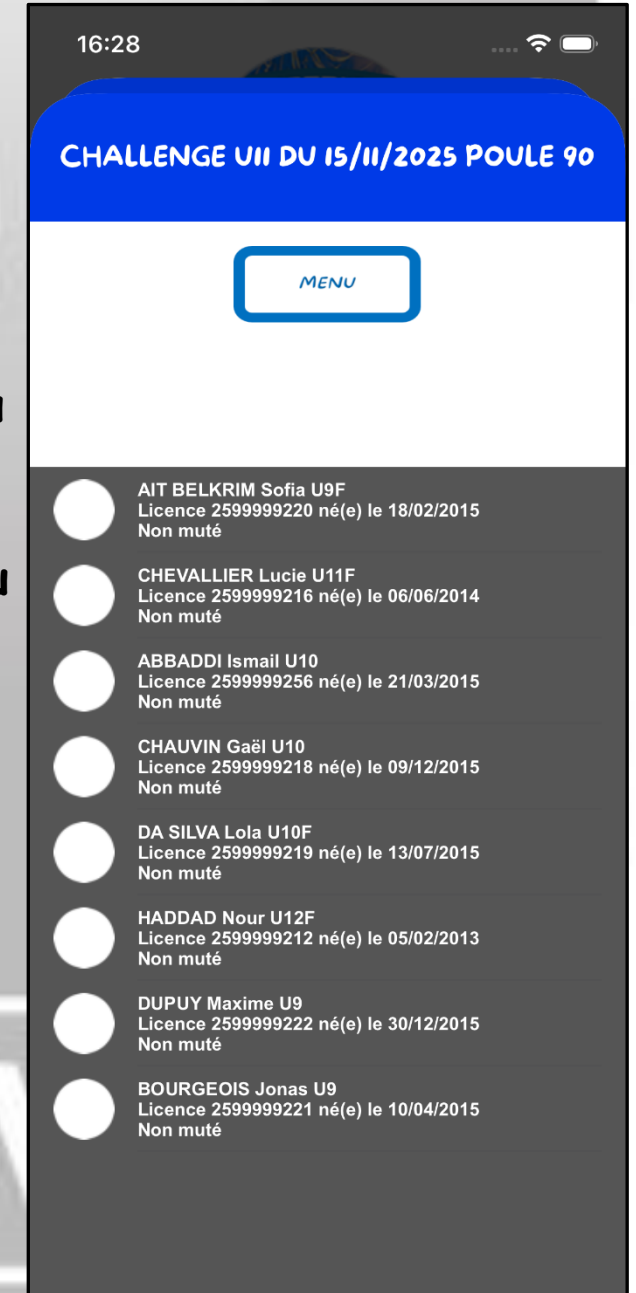 16:28
CHALLENGE U11 DU 15/11/2025 POULE 90
MENU
AIT BELKRIM Sofia U9F
Licence 2599999220 né(e) le 18/02/2015
Non muté
CHEVALLIER Lucie U11F
Licence 2599999216 né(e) le 06/06/2014
Non muté
ABBADDI Ismail U10
Licence 2599999256 né(e) le 21/03/2015
Non muté
CHAUVIN Gaël U10
Licence 2599999218 né(e) le 09/12/2015
Non muté
DA SILVA Lola U10F
Licence 2599999219 né(e) le 13/07/2015
Non muté
HADDAD Nour U12F
Licence 2599999212 né(e) le 05/02/2013
Non muté
DUPUY Maxime U9
Licence 2599999222 né(e) le 30/12/2015
Non muté
BOURGEOIS Jonas U9
Licence 2599999221 né(e) le 10/04/2015
Non muté